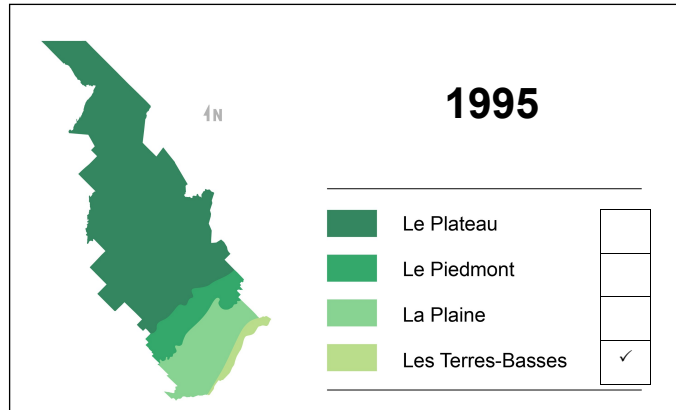 N
1995
Le Plateau
Le Piedmont
La Plaine
Les Terres-Basses ✓